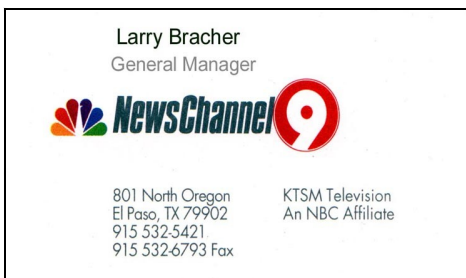 Larry Bracher
General Manager
NewsChannel 9
801 North Oregon
El Paso, TX 79902
915 532-5421
915 532-6793 Fax
KTSM Television
An NBC Affiliate